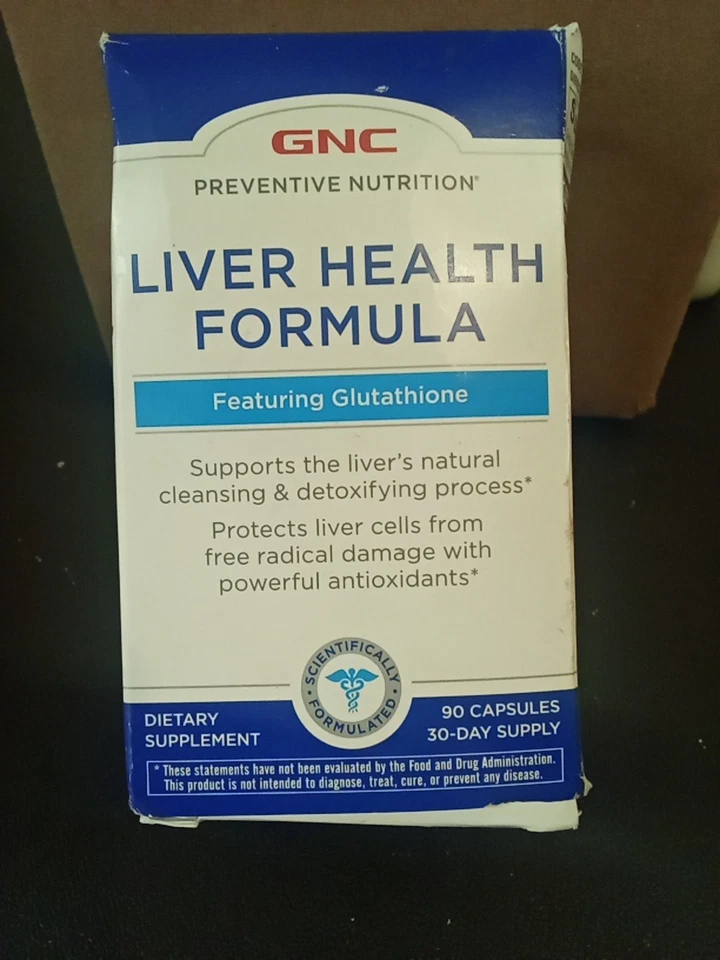 GNC
PREVENTIVE NUTRITION®
LIVER HEALTH
FORMULA
Featuring Glutathione
Supports the liver's natural
cleansing & detoxifying process*
Protects liver cells from
free radical damage with
powerful antioxidants*
• SCIENTIFICALLY •
FORMULATED
DIETARY
SUPPLEMENT
90 CAPSULES
30-DAY SUPPLY
* These statements have not been evaluated by the Food and Drug Administration.
This product is not intended to diagnose, treat, cure, or prevent any disease.